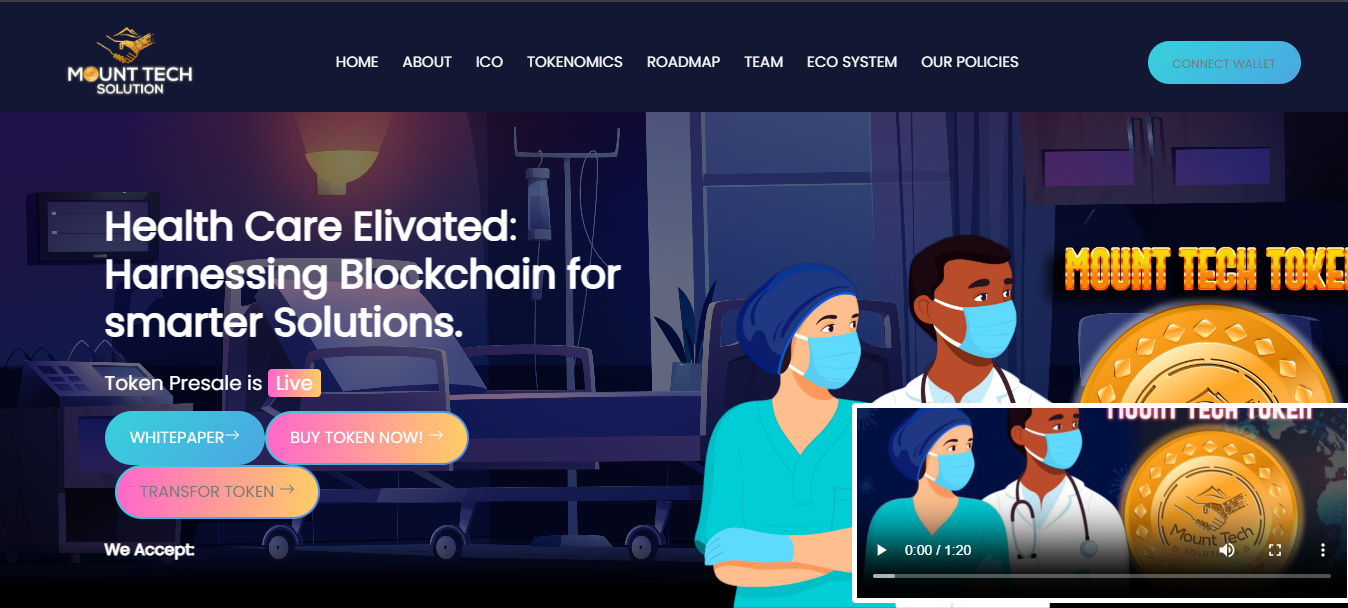 MOUNT TECH
SOLUTION
HOME ABOUT ICO TOKENOMICS ROADMAP TEAM ECO SYSTEM OUR POLICIES
CONNECT WALLET
Health Care Elivated:
Harnessing Blockchain for
smarter Solutions.
Token Presale is Live
WHITEPAPER→ BUY TOKEN NOW! →
TRANSFOR TOKEN →
We Accept:
MOUNT TECH TOKE
MOUNT TECH TOKEN
Mount Tech
SOLUTION
0:00 / 1:20